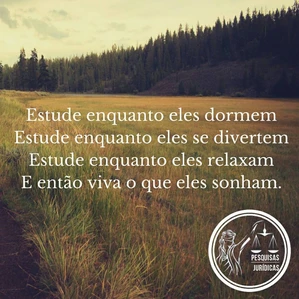 Estude enquanto eles dormem
Estude enquanto eles se divertem
Estude enquanto eles relaxam
E então viva o que eles sonham.
PESQUISAS
JURÍDICAS